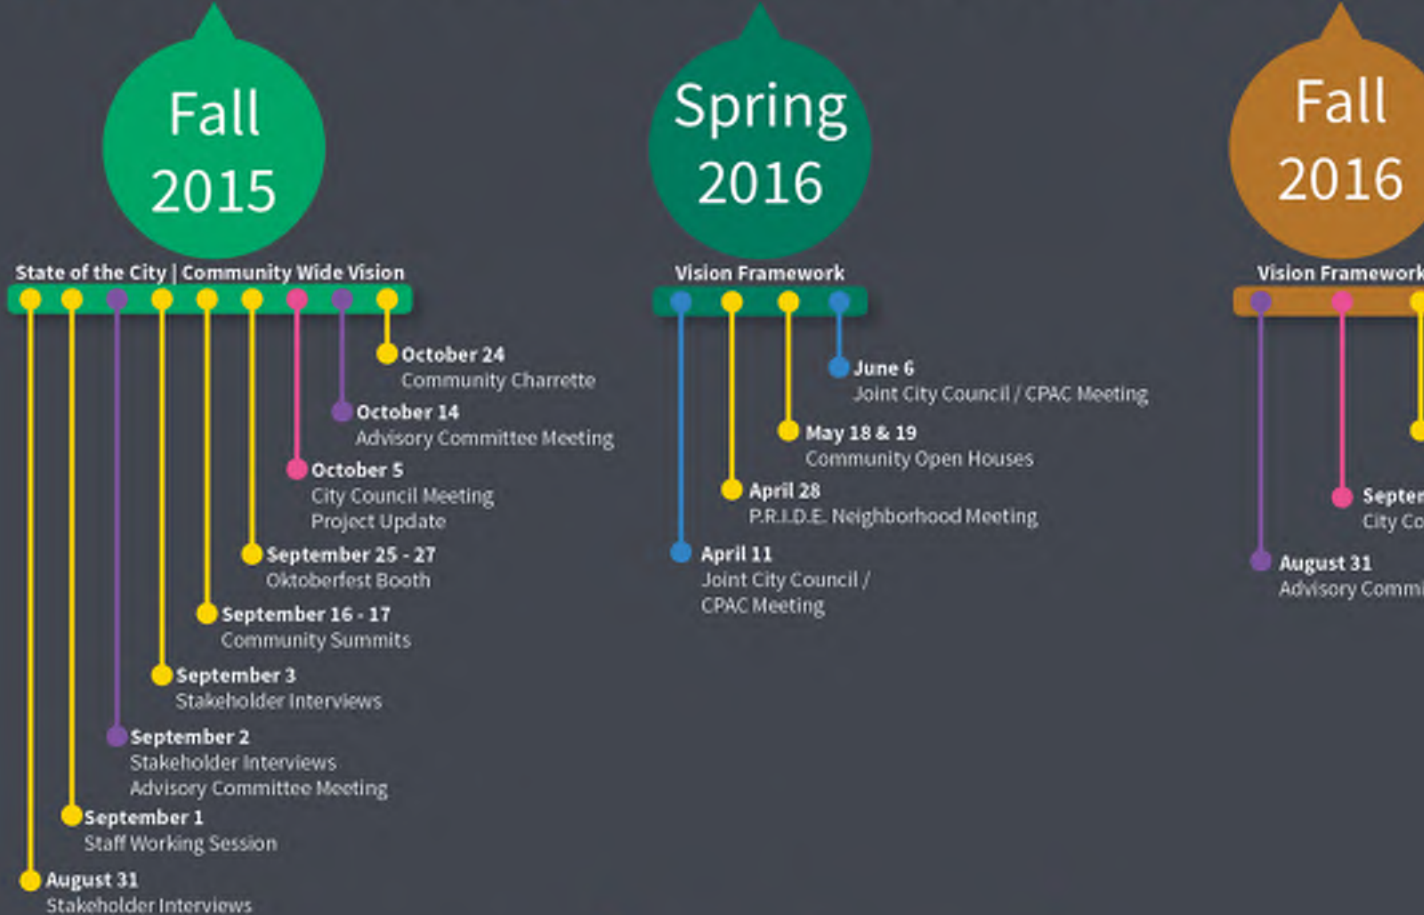 Fall
2015
State of the City | Community Wide Vision
October 24
Community Charrette
October 14
Advisory Committee Meeting
October 5
City Council Meeting
Project Update
September 25 - 27
Oktoberfest Booth
September 16 - 17
Community Summits
September 3
Stakeholder Interviews
September 2
Stakeholder Interviews
Advisory Committee Meeting
September 1
Staff Working Session
August 31
Stakeholder Interviews
Spring
2016
Vision Framework
June 6
Joint City Council / CPAC Meeting
May 18 & 19
Community Open Houses
April 28
P.R.I.D.E. Neighborhood Meeting
April 11
Joint City Council /
CPAC Meeting
Fall
2016
Vision Framework
City
August 31
Advisory